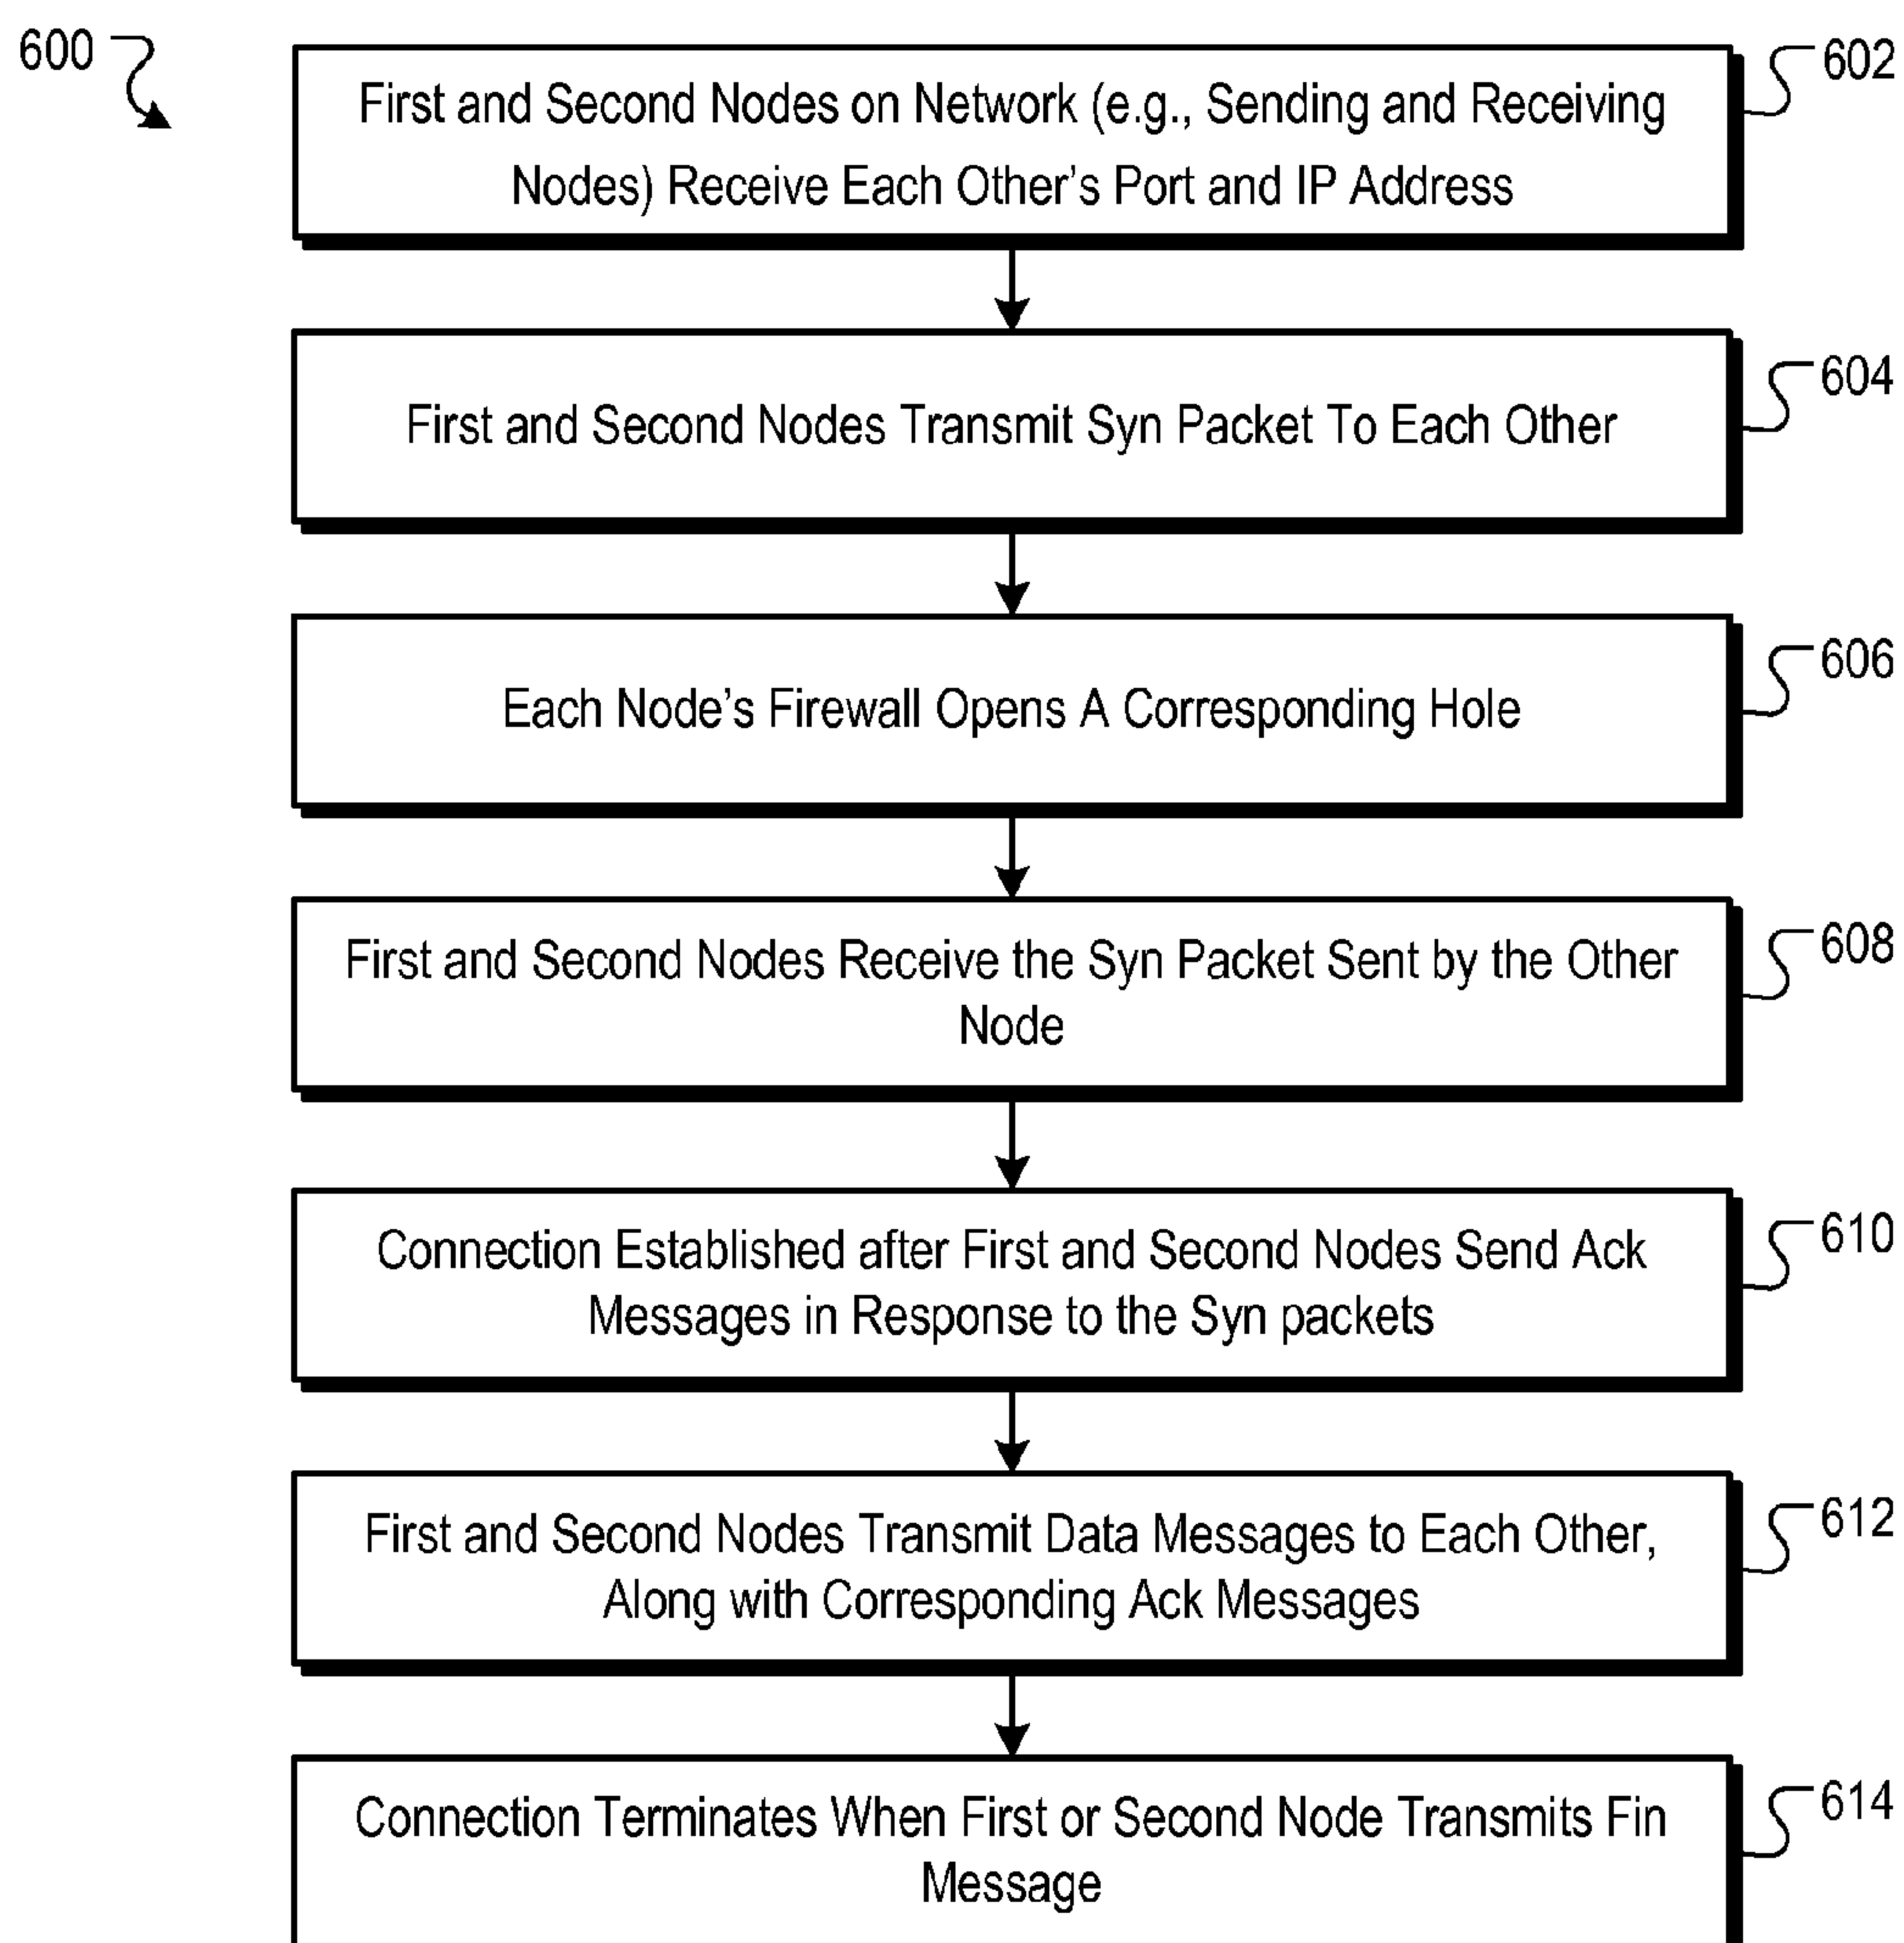 600
602
First and Second Nodes on Network (e.g., Sending and Receiving
Nodes) Receive Each Other's Port and IP Address
604
First and Second Nodes Transmit Syn Packet To Each Other
606
Each Node's Firewall Opens A Corresponding Hole
608
First and Second Nodes Receive the Syn Packet Sent by the Other
Node
610
Connection Established after First and Second Nodes Send Ack
Messages in Response to the Syn packets
612
First and Second Nodes Transmit Data Messages to Each Other,
Along with Corresponding Ack Messages
614
Connection Terminates When First or Second Node Transmits Fin
Message